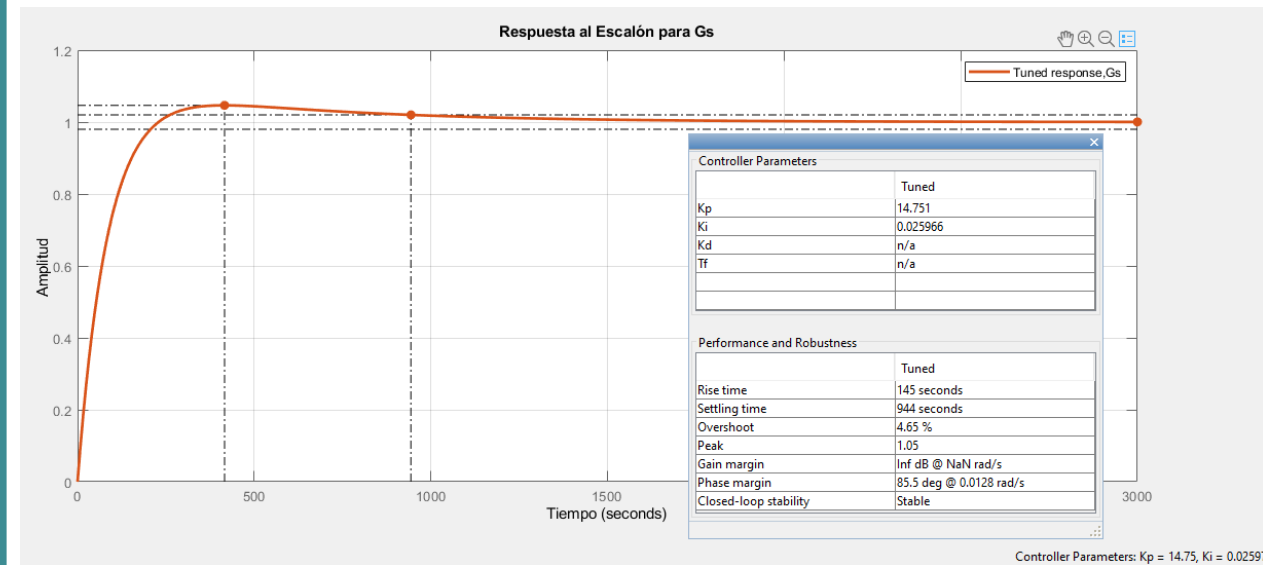 Respuesta al Escalón para Gs
Tuned response,Gs
1.2
1
0.8
0.6
0.4
0.2
0
Amplitud
0
500
1000
1500
3000
Tiempo (seconds)
Controller Parameters
Tuned
Kp 14.751
Ki 0.025966
Kd n/a
Tf n/a
Performance and Robustness
Tuned
Rise time 145 seconds
Settling time 944 seconds
Overshoot 4.65 %
Peak 1.05
Gain margin Inf dB @ NaN rad/s
Phase margin 85.5 deg @ 0.0128 rad/s
Closed-loop stability Stable
Controller Parameters: Kp = 14.75, Ki = 0.02597